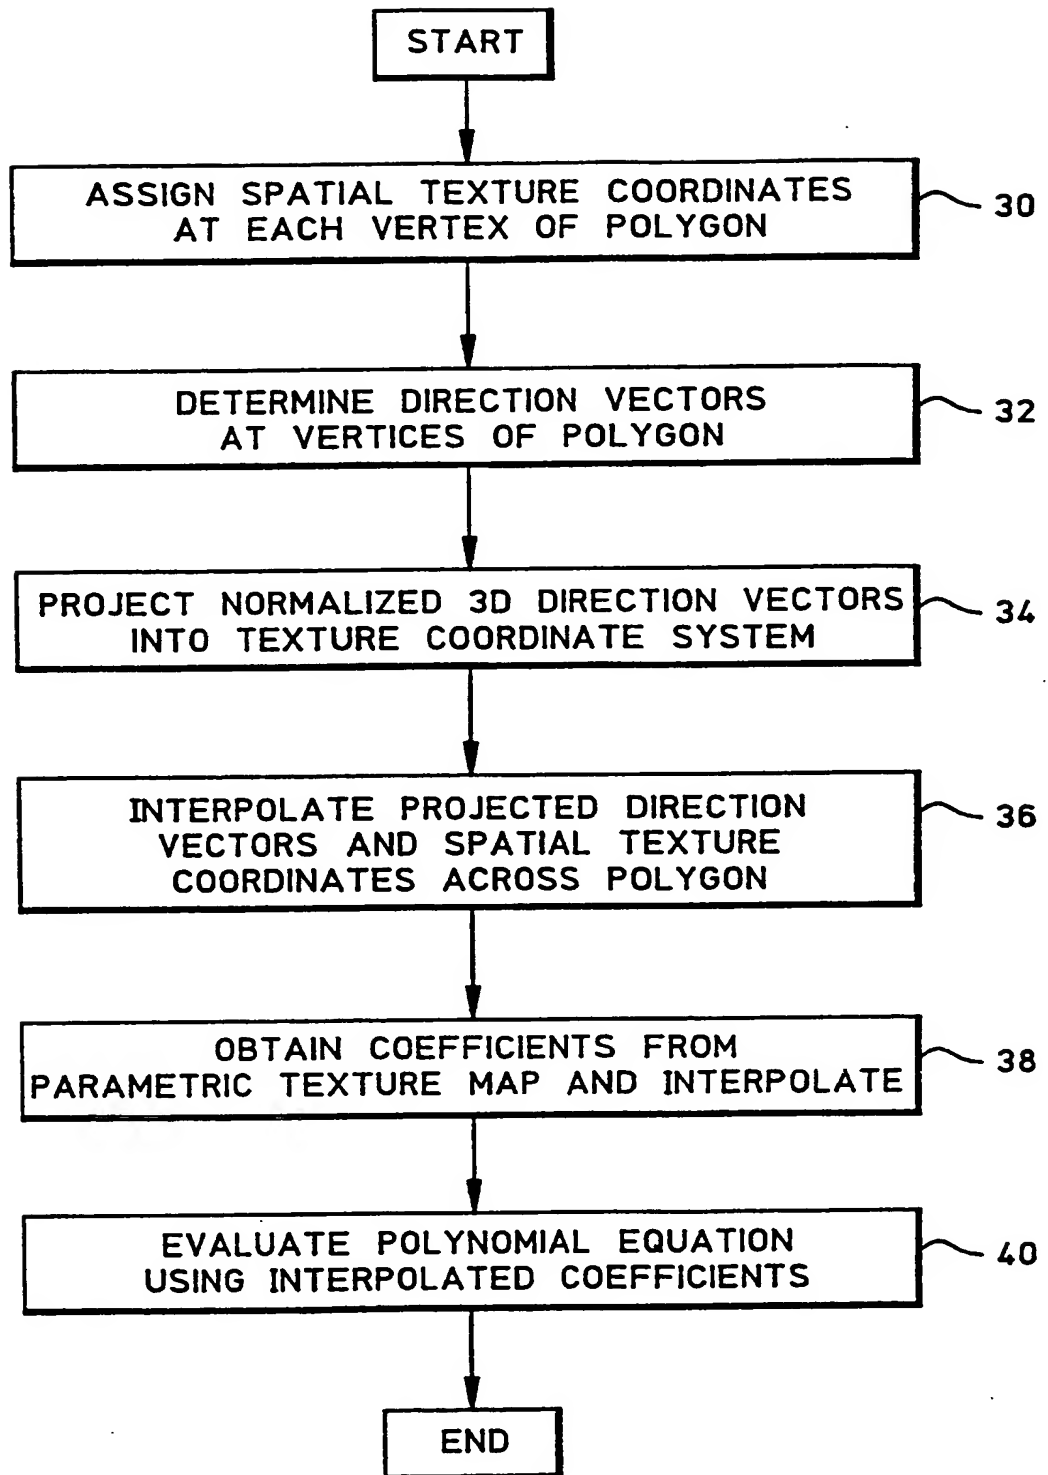 START
ASSIGN SPATIAL TEXTURE COORDINATES
AT EACH VERTEX OF POLYGON
30
DETERMINE DIRECTION VECTORS
AT VERTICES OF POLYGON
32
PROJECT NORMALIZED 3D DIRECTION VECTORS
INTO TEXTURE COORDINATE SYSTEM
34
INTERPOLATE PROJECTED DIRECTION
VECTORS AND SPATIAL TEXTURE
COORDINATES ACROSS POLYGON
36
OBTAIN COEFFICIENTS FROM
PARAMETRIC TEXTURE MAP AND INTERPOLATE
38
EVALUATE POLYNOMIAL EQUATION
USING INTERPOLATED COEFFICIENTS
40
END